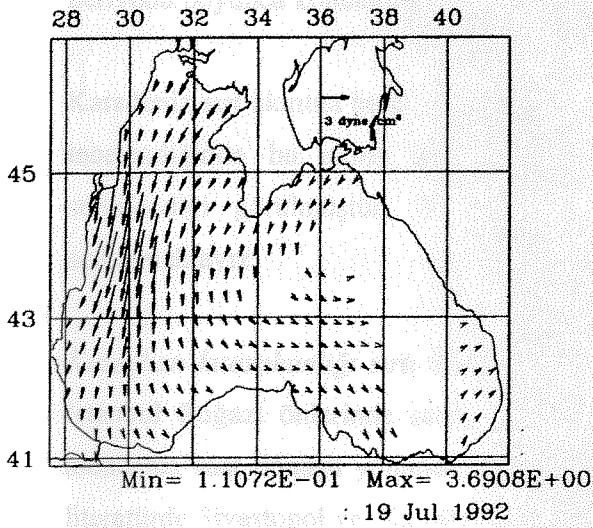 28 30 32 34 36 38 40
3 dyne/cm²
45
43
41
Min= 1.1072E-01 Max= 3.6908E+00
: 19 Jul 1992